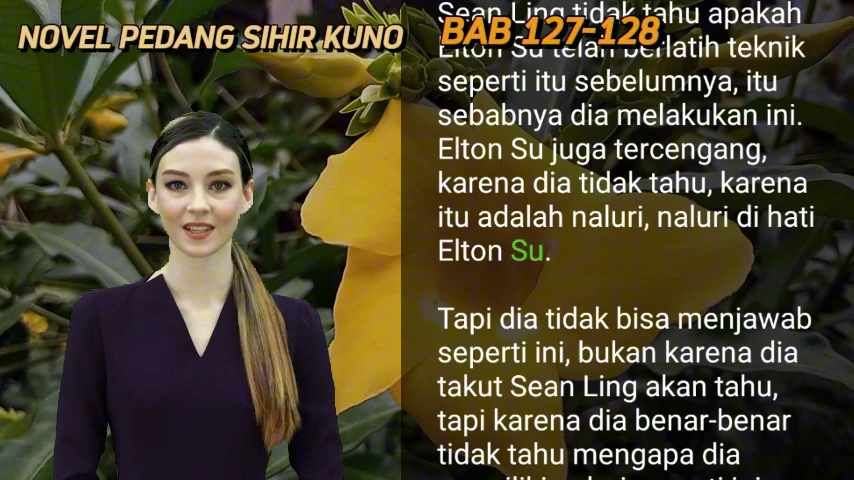 NOVEL PEDANG SIHIR KUNO
BAB 127-128
Sean Ling tidak tahu apakah
Elton Su telah berlatih teknik
seperti itu sebelumnya, itu
sebabnya dia melakukan ini.
Elton Su juga tercengang,
karena dia tidak tahu, karena
itu adalah naluri, naluri di hati
Elton Su.
Tapi dia tidak bisa menjawab
seperti ini, bukan karena dia
takut Sean Ling akan tahu,
tapi karena dia benar-benar
tidak tahu mengapa dia